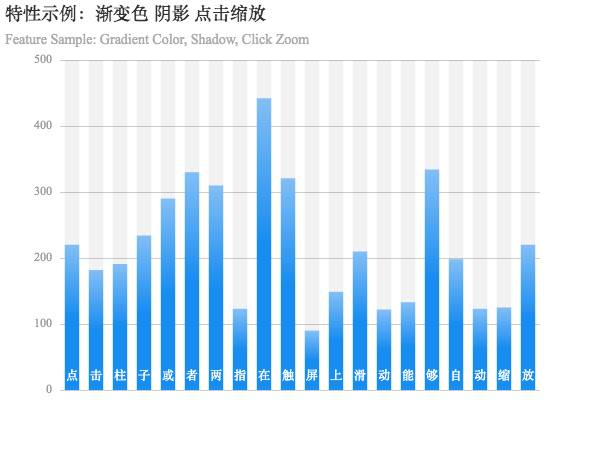 特性示例：渐变色 阴影 点击缩放
Feature Sample: Gradient Color, Shadow, Click Zoom
500
400
300
200
100
0
点 击 柱 子 或 者 两 指 在 触 屏 上 滑 动 能 够 自 动 缩 放